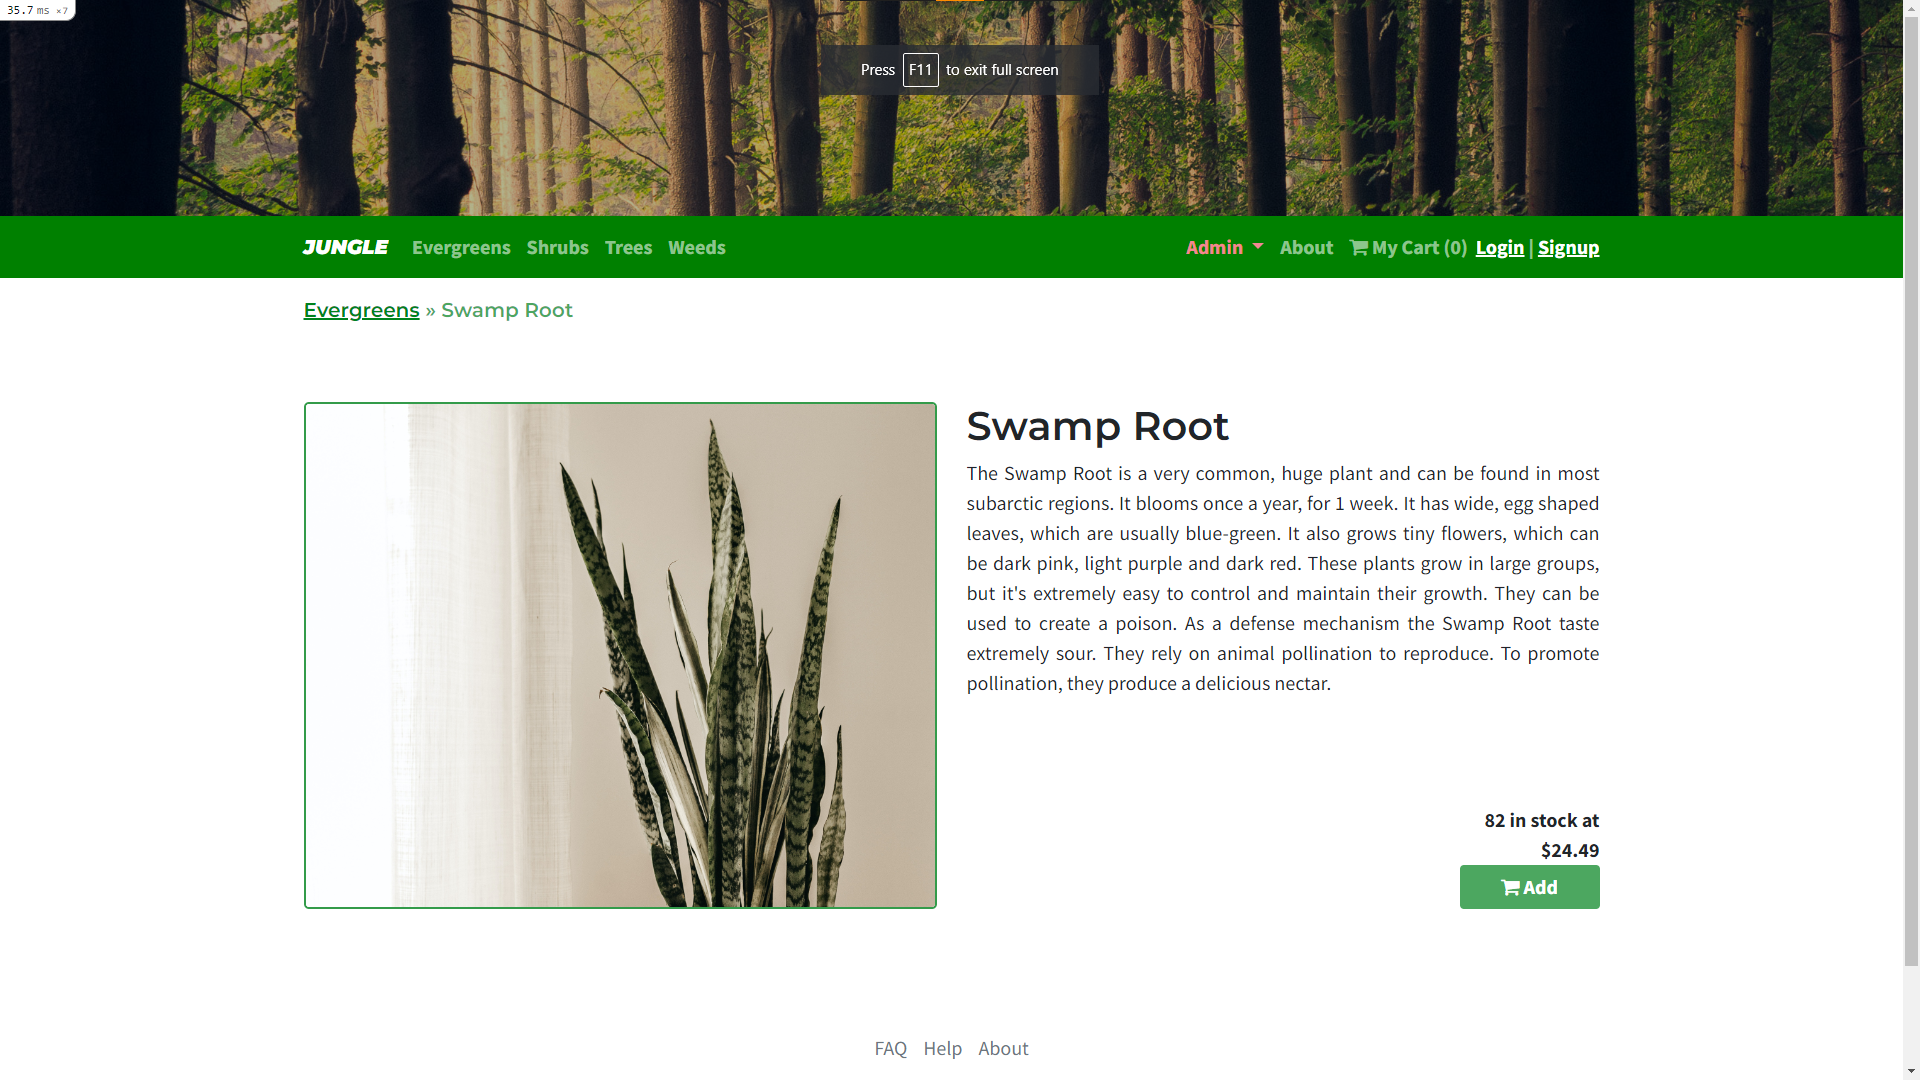 35.7 ms ×7
Press F11 to exit full screen
JUNGLE Evergreens Shrubs Trees Weeds Admin About My Cart (0) Login | Signup
Evergreens » Swamp Root
Swamp Root
The Swamp Root is a very common, huge plant and can be found in most
subarctic regions. It blooms once a year, for 1 week. It has wide, egg shaped
leaves, which are usually blue-green. It also grows tiny flowers, which can
be dark pink, light purple and dark red. These plants grow in large groups,
but it's extremely easy to control and maintain their growth. They can be
used to create a poison. As a defense mechanism the Swamp Root taste
extremely sour. They rely on animal pollination to reproduce. To promote
pollination, they produce a delicious nectar.
82 in stock at
$24.49
Add
FAQ Help About